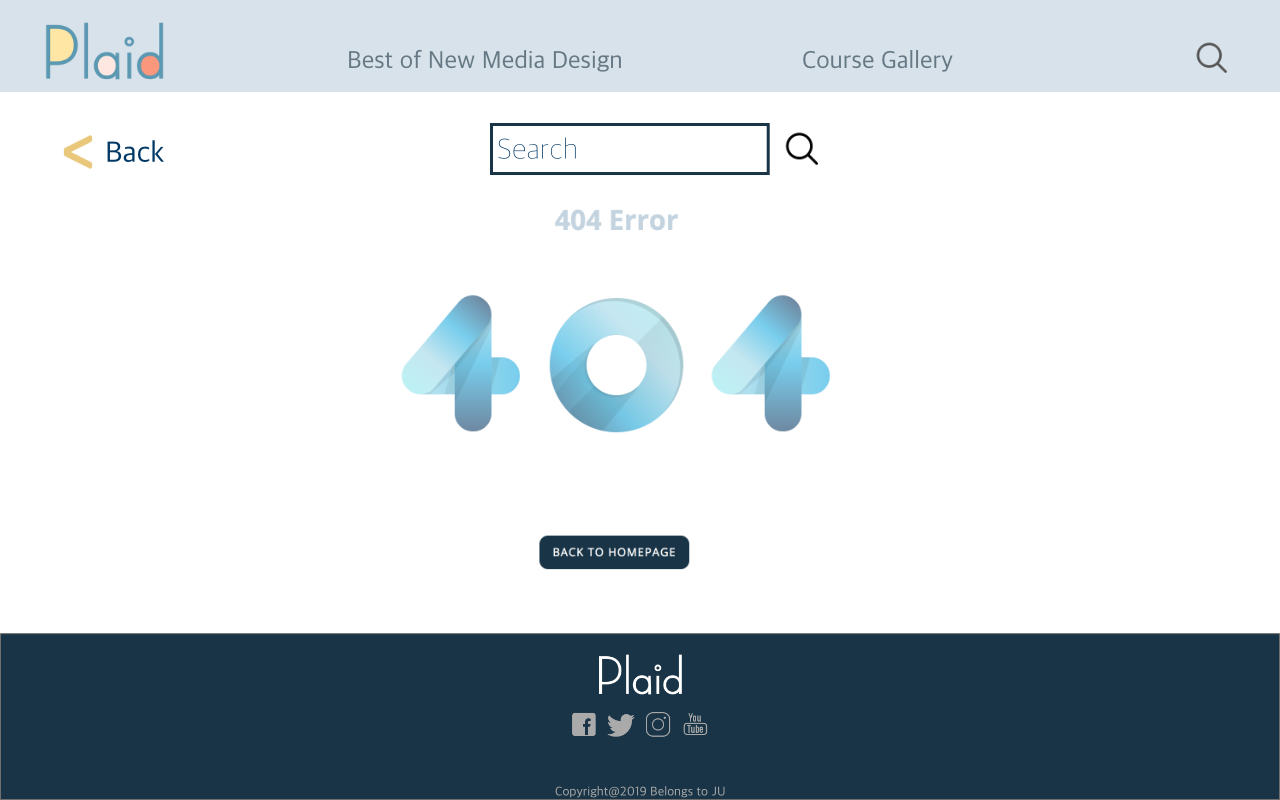 Plaid
Best of New Media Design
Course Gallery
< Back
Search
404 Error
404
BACK TO HOMEPAGE
Plaid
You
Tube
Copyright@2019 Belongs to JU